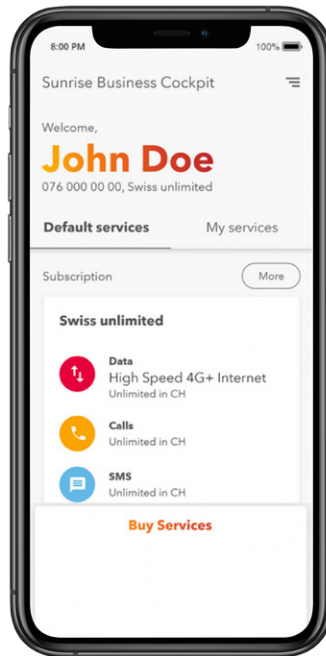 8:00 PM 100%
Sunrise Business Cockpit
Welcome,
John Doe
076 000 00 00, Swiss unlimited
Default services My services
Subscription More
Swiss unlimited
Data
High Speed 4G+ Internet
Unlimited in CH
Calls
Unlimited in CH
SMS
Unlimited in CH
Buy Services